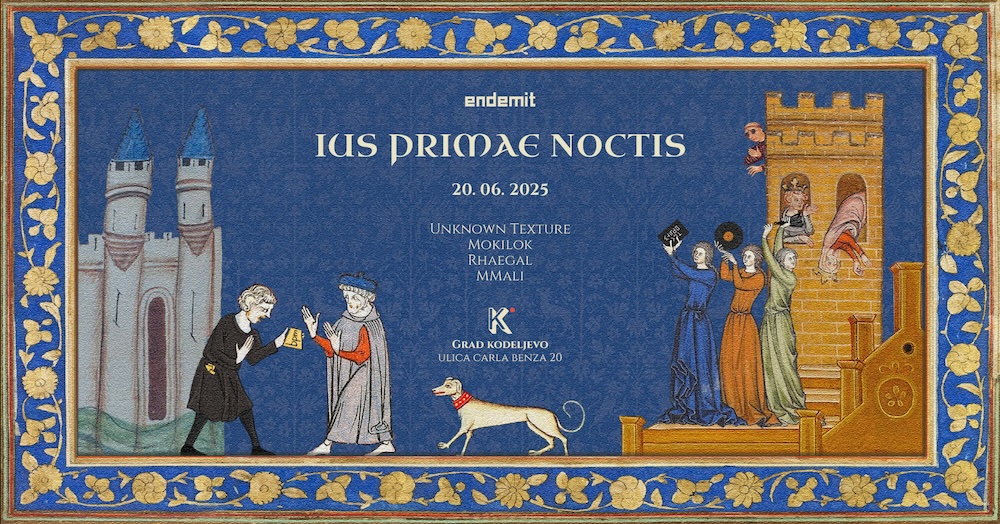 endemit
IUS PRIMAE NOCTIS
20. 06. 2025
Unknown Texture
Mokilok
Rhaegal
MMali
K
Grad kodeljevo
ulica carla benza 20